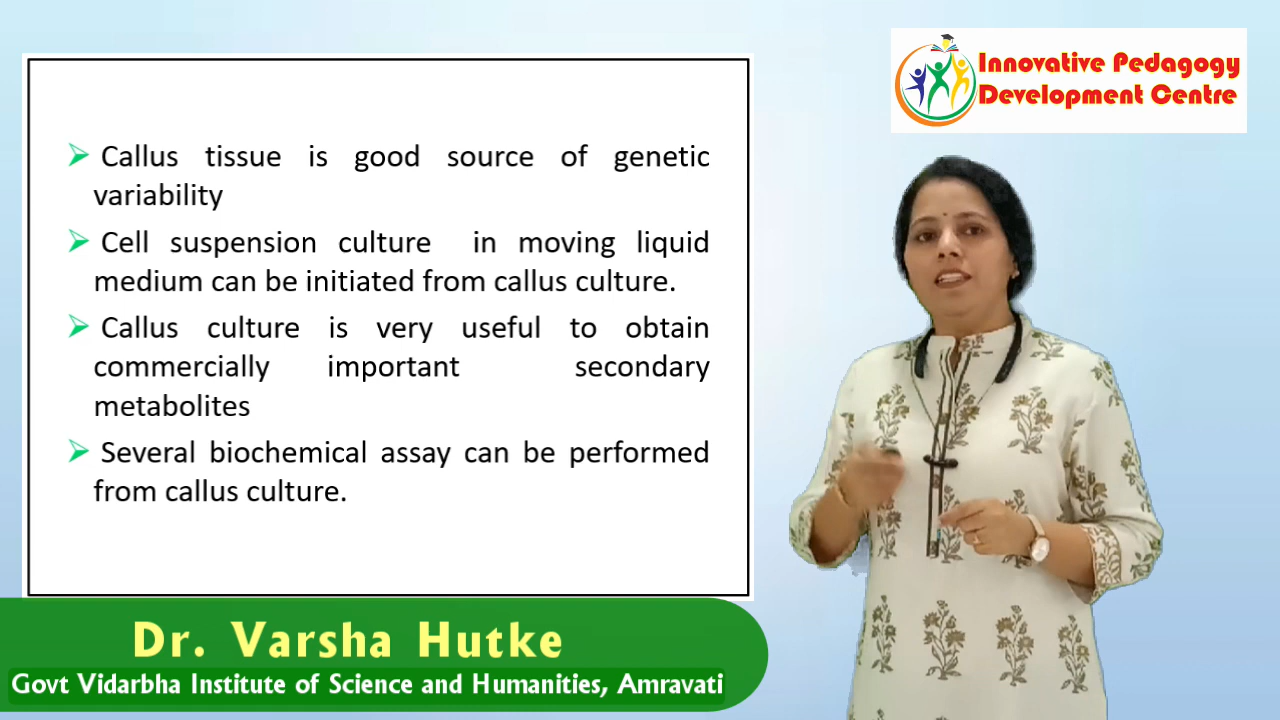 Innovative Pedagogy
Development Centre
Callus tissue is good source of genetic
variability
Cell suspension culture in moving liquid
medium can be initiated from callus culture.
Callus culture is very useful to obtain
commercially important secondary
metabolites
Several biochemical assay can be performed
from callus culture.
Dr. Varsha Hutke
Govt Vidarbha Institute of Science and Humanities, Amravati